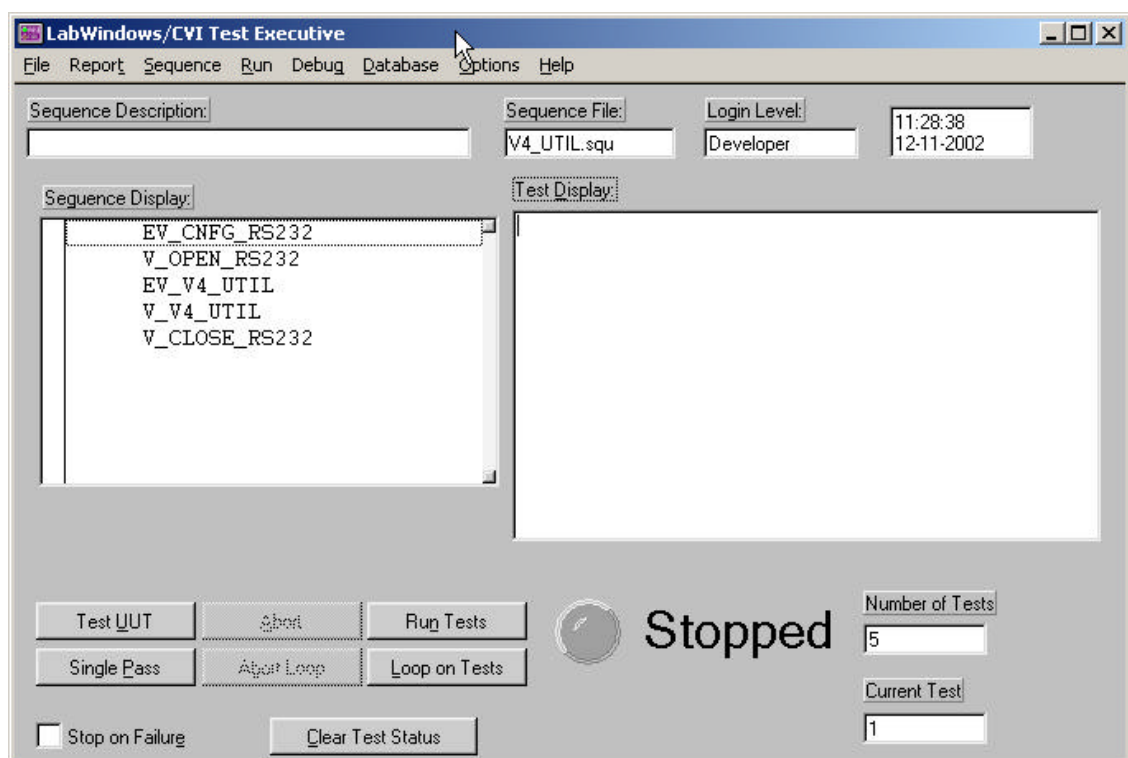 LabWindows/CVI Test Executive
File Report Sequence Run Debug Database Options Help
Sequence Description:
Sequence File:
Login Level:
11:28:38
12-11-2002
V4_UTIL.squ
Developer
Sequence Display:
Test Display:
EV_CNFG_RS232
V_OPEN_RS232
EV_V4_UTIL
V_V4_UTIL
V_CLOSE_RS232
Test UUT
Abort
Run Tests
Single Pass
Abort Loop
Loop on Tests
Stopped
Number of Tests
5
Current Test
1
Stop on Failure
Clear Test Status